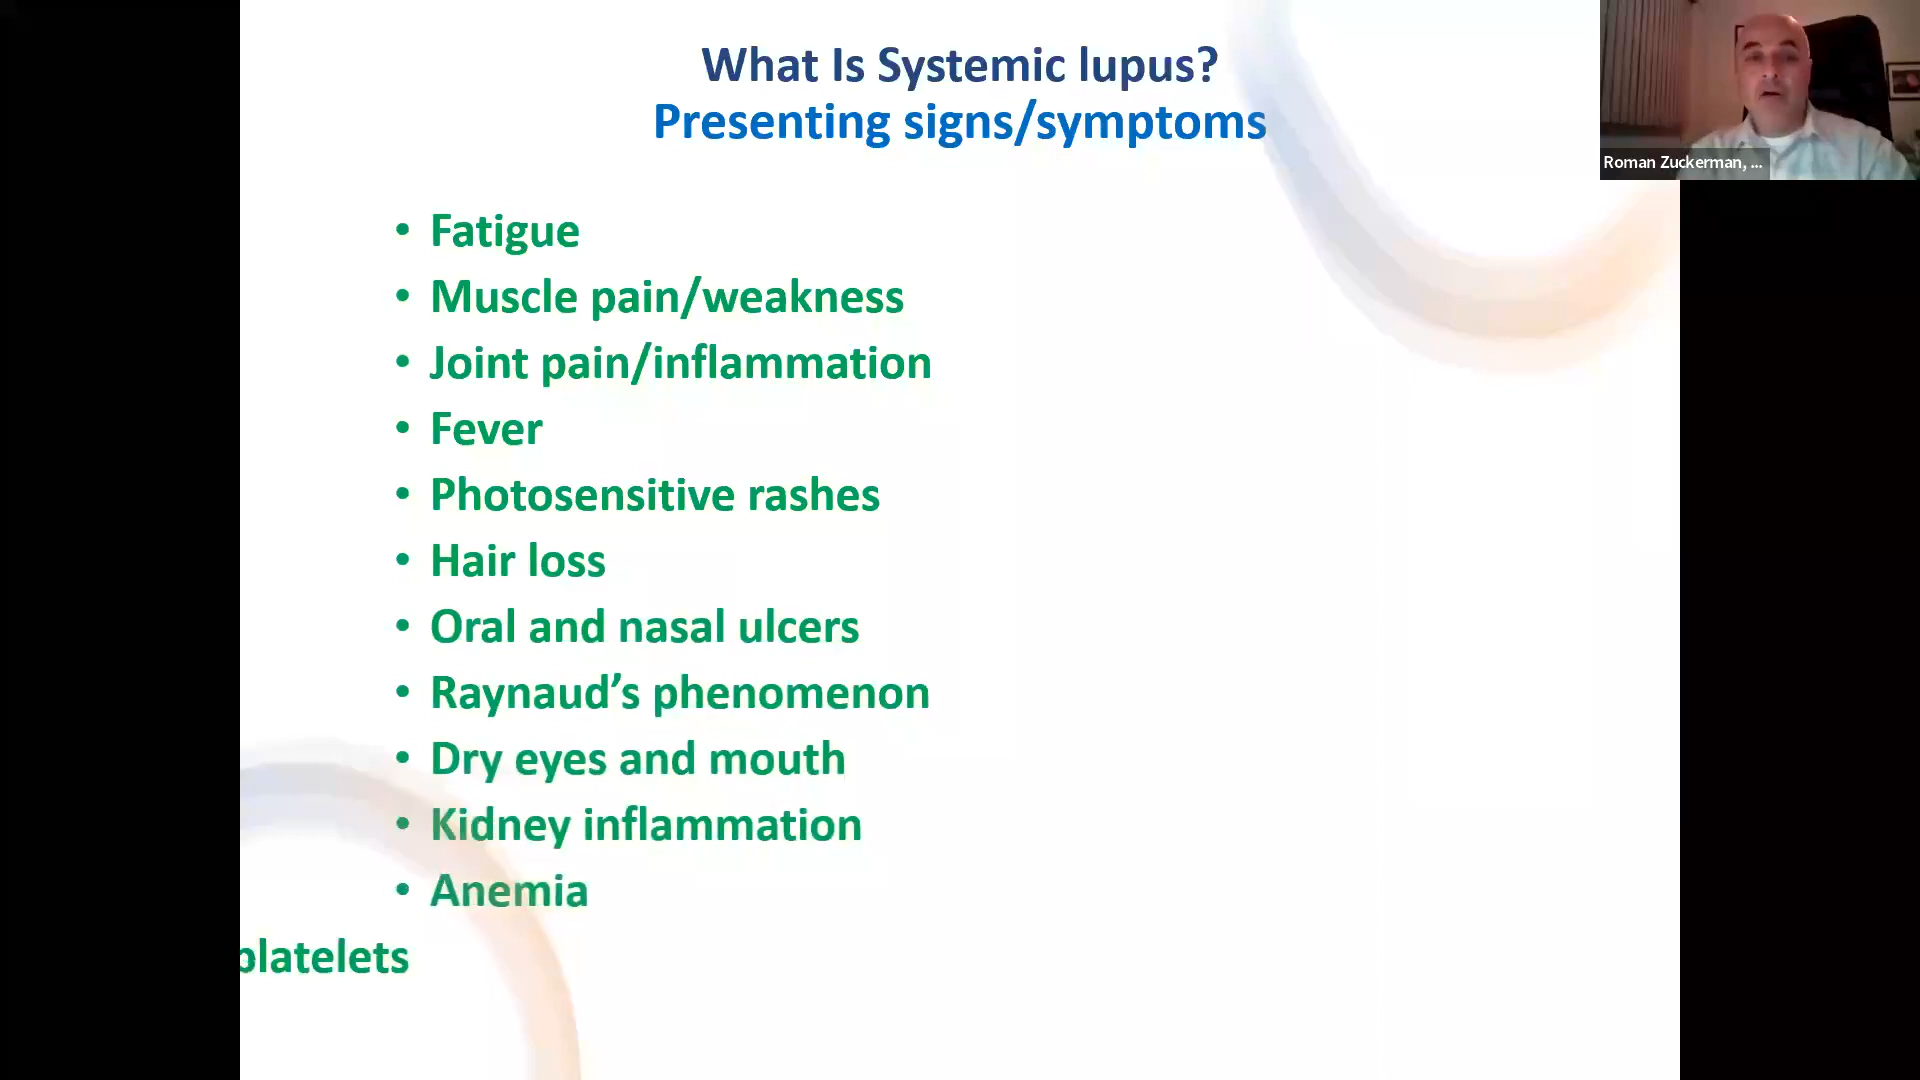 What Is Systemic lupus?
Presenting signs/symptoms
Roman Zuckerman, ...
• Fatigue
• Muscle pain/weakness
• Joint pain/inflammation
• Fever
• Photosensitive rashes
• Hair loss
• Oral and nasal ulcers
• Raynaud’s phenomenon
• Dry eyes and mouth
• Kidney inflammation
• Anemia
platelets